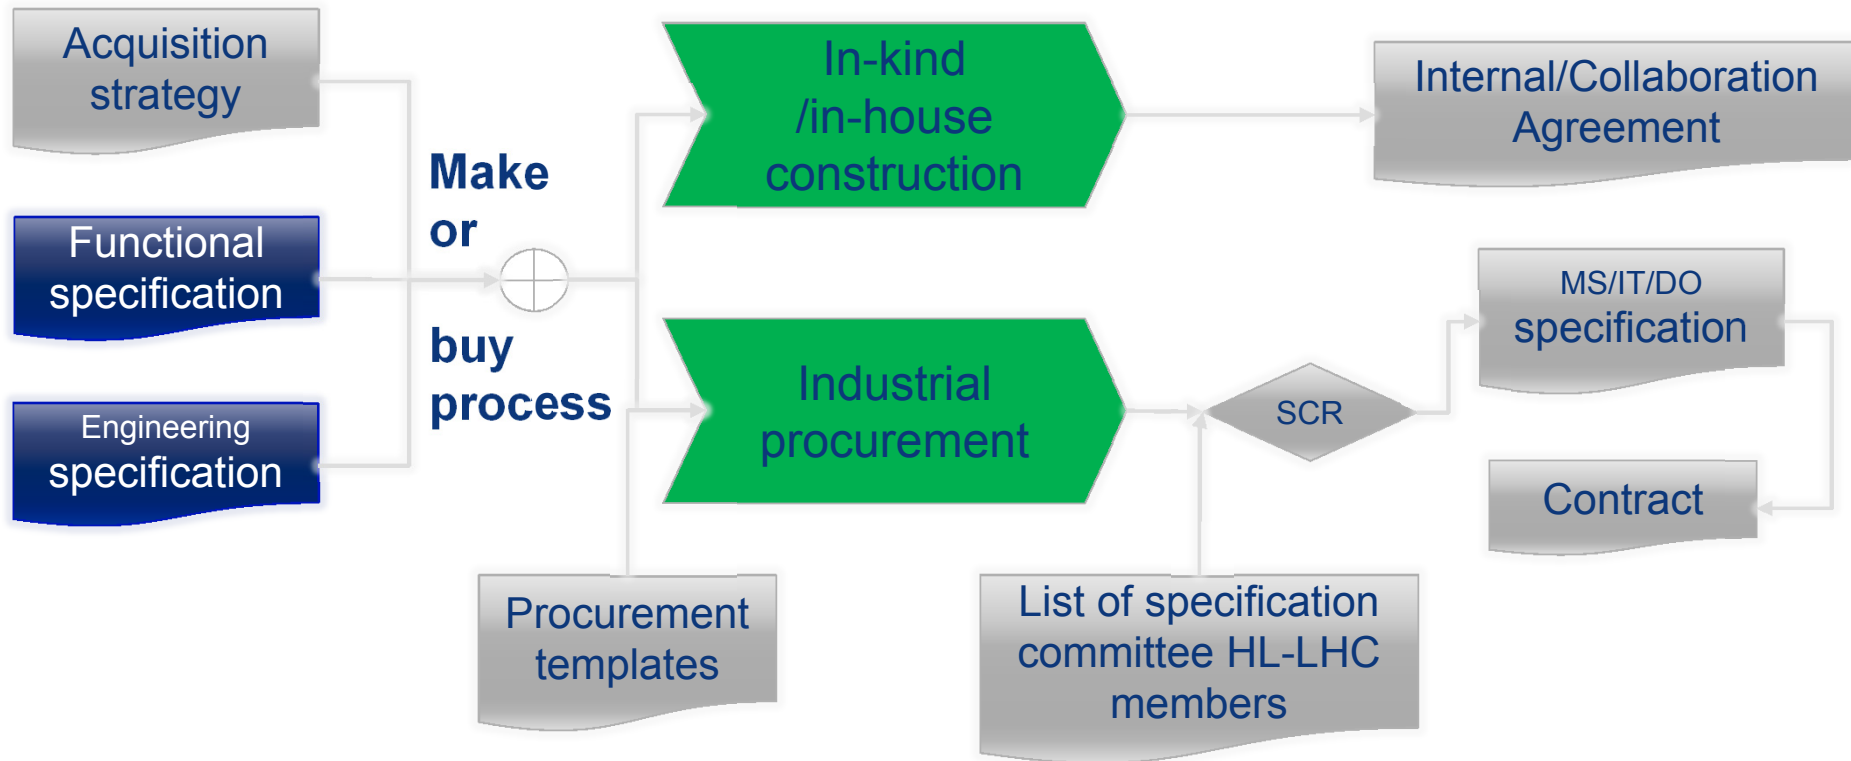 Acquisition
strategy
Functional
specification
Engineering
specification
Make
or
buy
process
In-kind
/in-house
construction
Internal/Collaboration
Agreement
Industrial
procurement
SCR
MS/IT/DO
specification
Contract
Procurement
templates
List of specification
committee HL-LHC
members